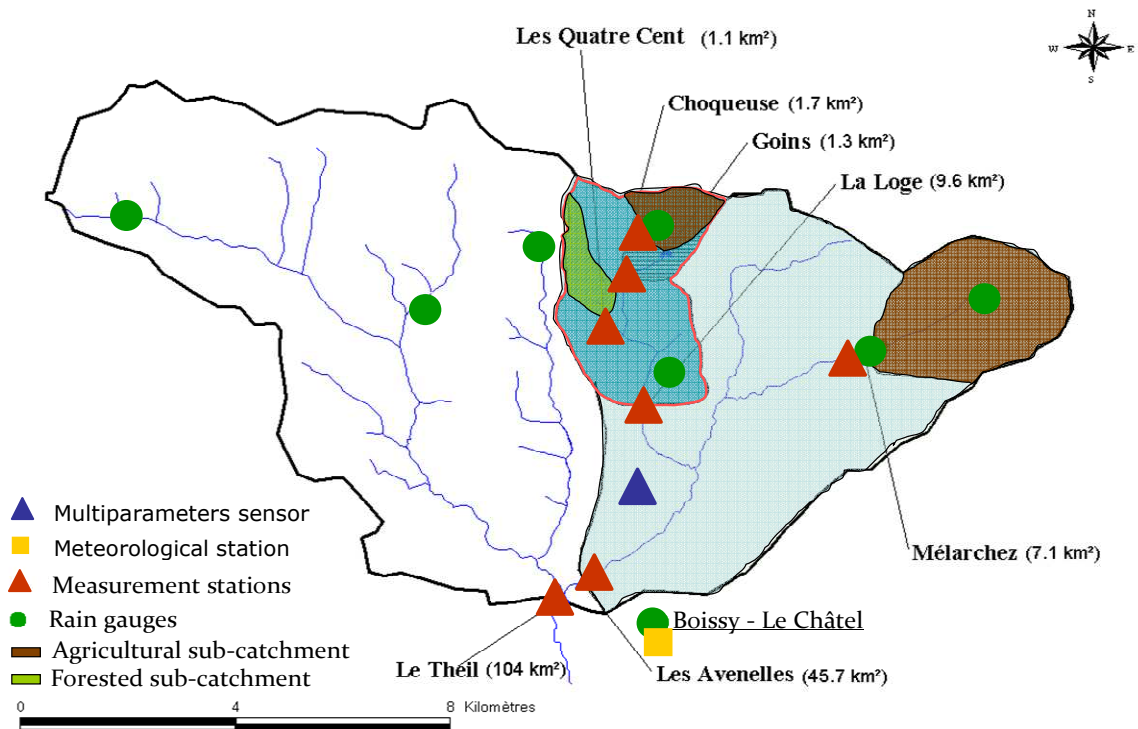 N
W E
S
Les Quatre Cent (1.1 km²)
Choqueuse (1.7 km²)
Goins (1.3 km²)
La Loge (9.6 km²)
Multiparameters sensor
Meteorological station
Measurement stations
Rain gauges
Agricultural sub-catchment
Forested sub-catchment
Mélarchez (7.1 km²)
Boissy - Le Châtel
Le Théil (104 km²)
Les Avenelles (45.7 km²)
0 4 8 Kilomètres